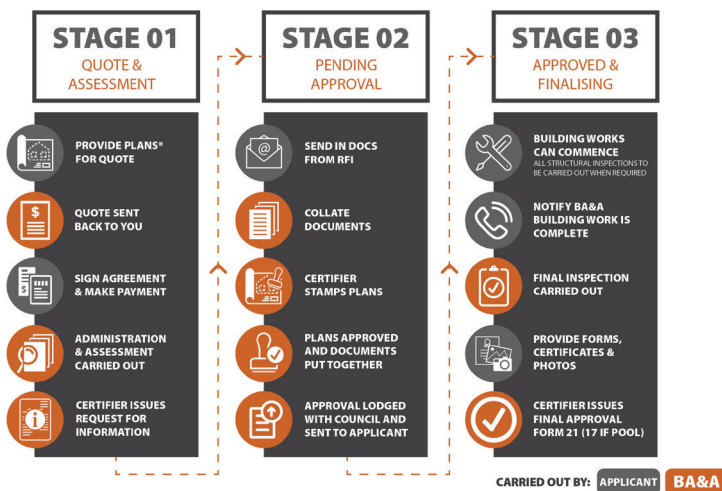 STAGE 01
QUOTE &
ASSESSMENT
PROVIDE PLANS*
FOR QUOTE
$
QUOTE SENT
BACK TO YOU
$
SIGN AGREEMENT
& MAKE PAYMENT
ADMINISTRATION
& ASSESSMENT
CARRIED OUT
i
CERTIFIER ISSUES
REQUEST FOR
INFORMATION
STAGE 02
PENDING
APPROVAL
@
SEND IN DOCS
FROM RFI
COLLATE
DOCUMENTS
CERTIFIER
STAMPS PLANS
PLANS APPROVED
AND DOCUMENTS
PUT TOGETHER
APPROVAL LODGED
WITH COUNCIL AND
SENT TO APPLICANT
STAGE 03
APPROVED &
FINALISING
BUILDING WORKS
CAN COMMENCE
ALL STRUCTURAL INSPECTIONS TO
BE CARRIED OUT WHEN REQUIRED
NOTIFY BA&A
BUILDING WORK IS
COMPLETE
FINAL INSPECTION
CARRIED OUT
PROVIDE FORMS,
CERTIFICATES &
PHOTOS
CERTIFIER ISSUES
FINAL APPROVAL
FORM 21 (17 IF POOL)
CARRIED OUT BY: APPLICANT BA&A